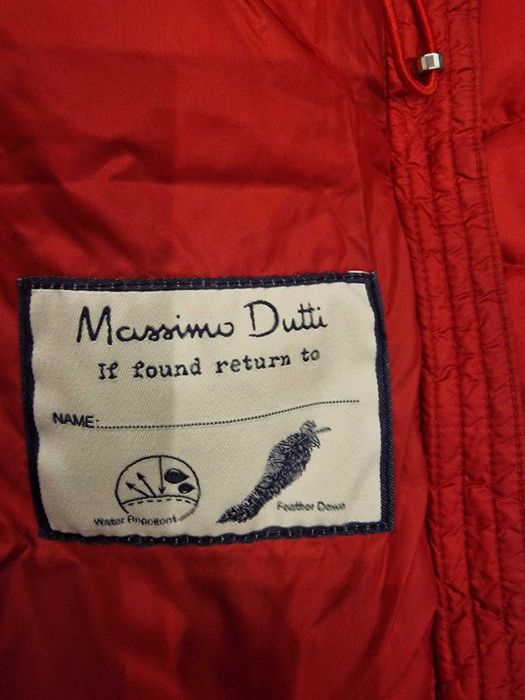 Massimo Dutti
If found return to
NAME:
Water Repellent
Feather Down